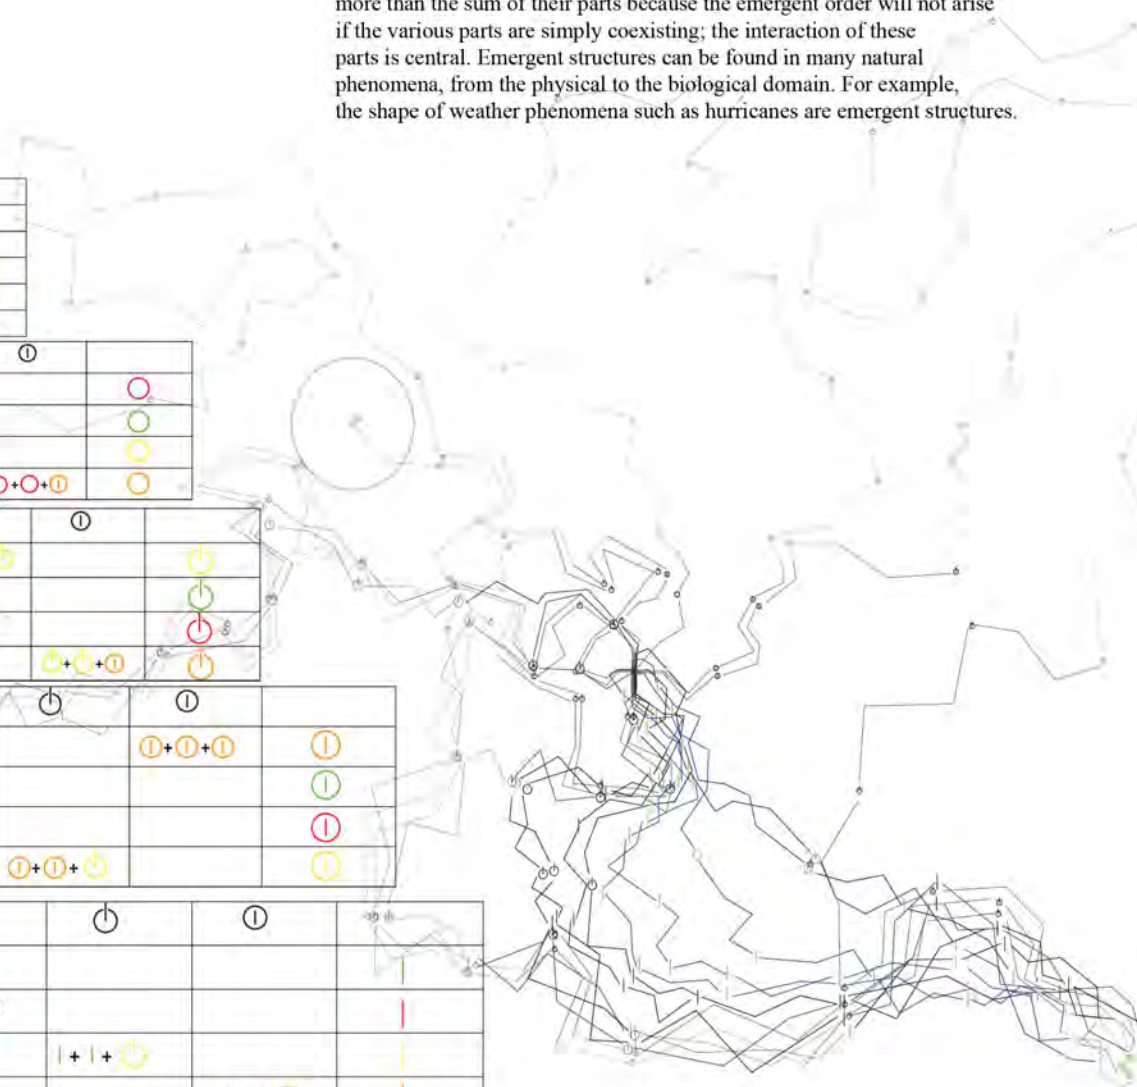 more than the sum of their parts because the emergent order will not arise
if the various parts are simply coexisting; the interaction of these
parts is central. Emergent structures can be found in many natural
phenomena, from the physical to the biological domain. For example,
the shape of weather phenomena such as hurricanes are emergent structures.